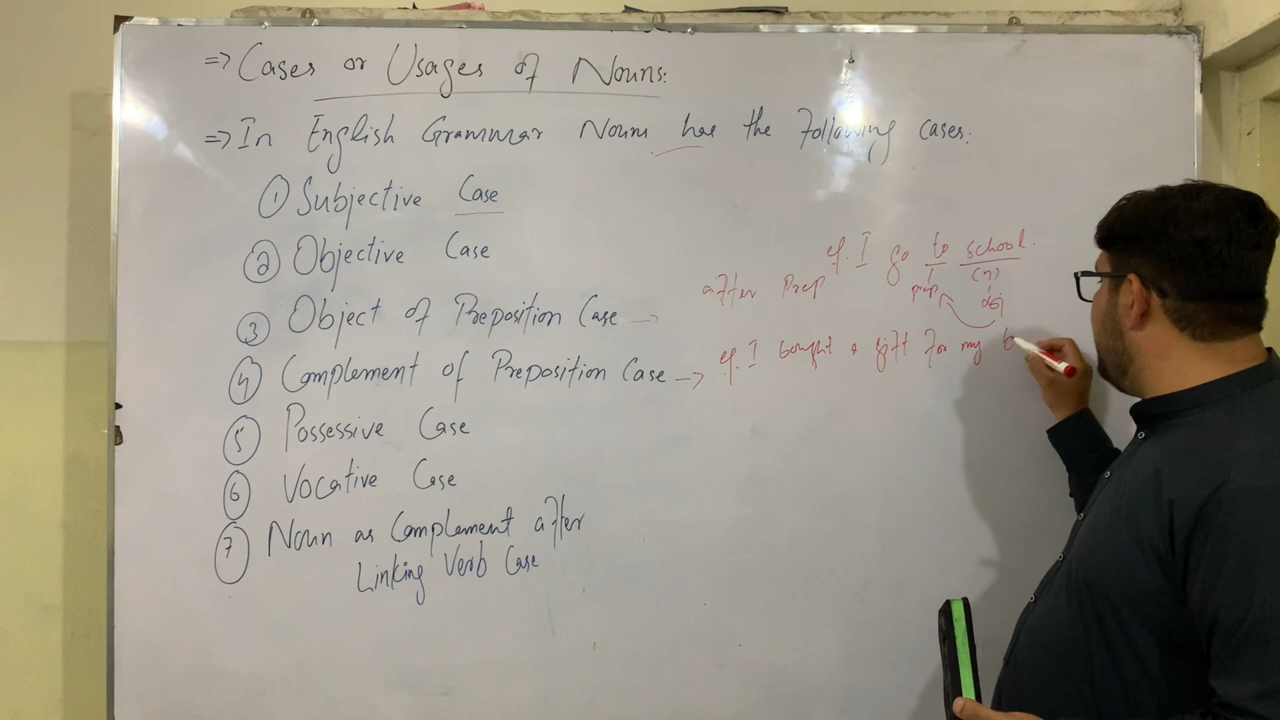 => Cases or Usages of Nouns:
=> In English Grammar Nouns has the Following cases:
① Subjective Case
② Objective Case
③ Object of Preposition Case →
after Prep
eg. I go to school.
prep
(n)
obj
④ Complement of Preposition Case →
eg. I bought a gift for my b
⑤ Possessive Case
⑥ Vocative Case
⑦ Noun as Complement after
Linking Verb Case